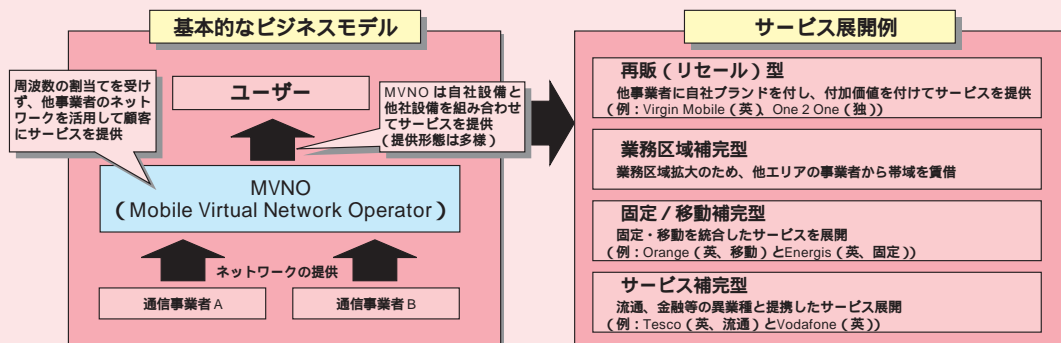 基本的なビジネスモデル
周波数の割当てを受け
ず、他事業者のネット
ワークを活用して顧客
にサービスを提供
ユーザー
MVNO は自社設備と
他社設備を組み合わせ
てサービスを提供
（提供形態は多様）
MVNO
（Mobile Virtual Network Operator）
ネットワークの提供
通信事業者 A
通信事業者 B
サービス展開例
再販（リセール）型
他事業者に自社ブランドを付し、付加価値を付けてサービスを提供
（例：Virgin Mobile（英）、One 2 One（独））
業務区域補完型
業務区域拡大のため、他エリアの事業者から帯域を賃借
固定 / 移動補完型
固定・移動を統合したサービスを展開
（例：Orange（英、移動）とEnergis（英、固定））
サービス補完型
流通、金融等の異業種と提携したサービス展開
（例：Tesco（英、流通）とVodafone（英））